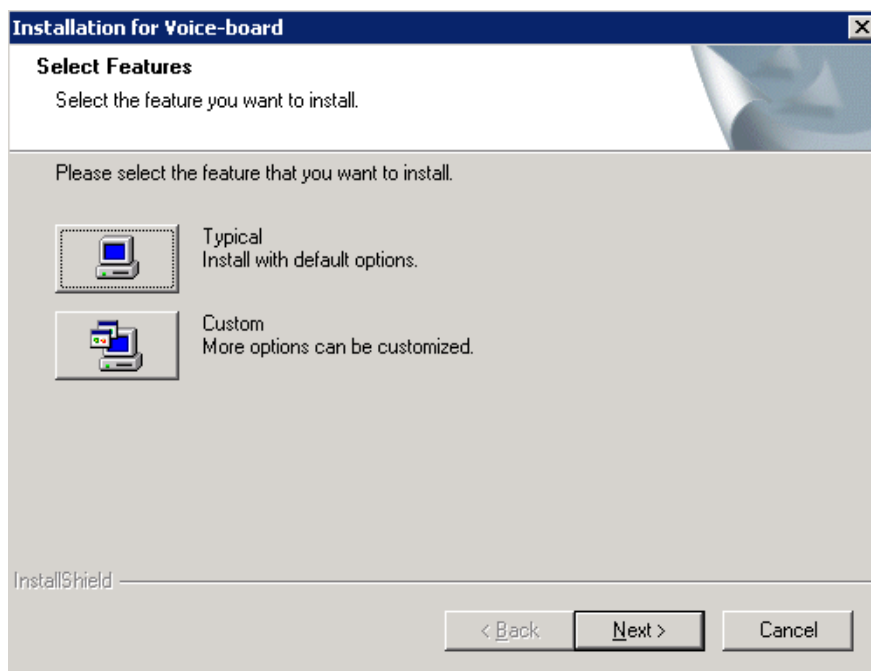 Installation for Voice-board
Select Features
Select the feature you want to install.
Please select the feature that you want to install.
Typical
Install with default options.
Custom
More options can be customized.
InstallShield
< Back
Next >
Cancel